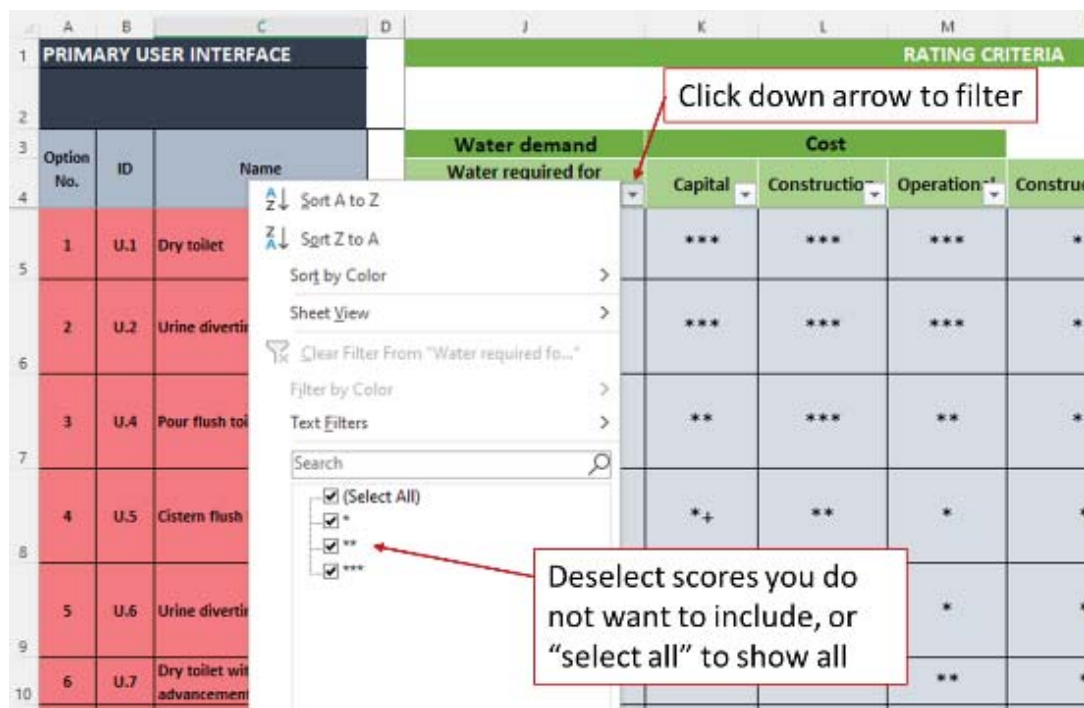 A B C D J K L M
1 PRIMARY USER INTERFACE RATING CRITERIA
Click down arrow to filter
2
3 Water demand Cost
Option No. ID Name
Water required for
4 Capital Constructio Operational Construc
5 1 U.1 Dry toilet *** *** ***
6 2 U.2 Urine diverti *** *** ***
7 3 U.4 Pour flush toi ** *** **
8 4 U.5 Cistern flush *+ ** *
9 5 U.6 Urine diverti *
10 6 U.7 Dry toilet wit
advancement **
Sort A to Z
Sort Z to A
Sort by Color
Sheet View
Clear Filter From "Water required fo..."
Filter by Color
Text Filters
Search
(Select All)
*
**
***
Deselect scores you do
not want to include, or
“select all” to show all